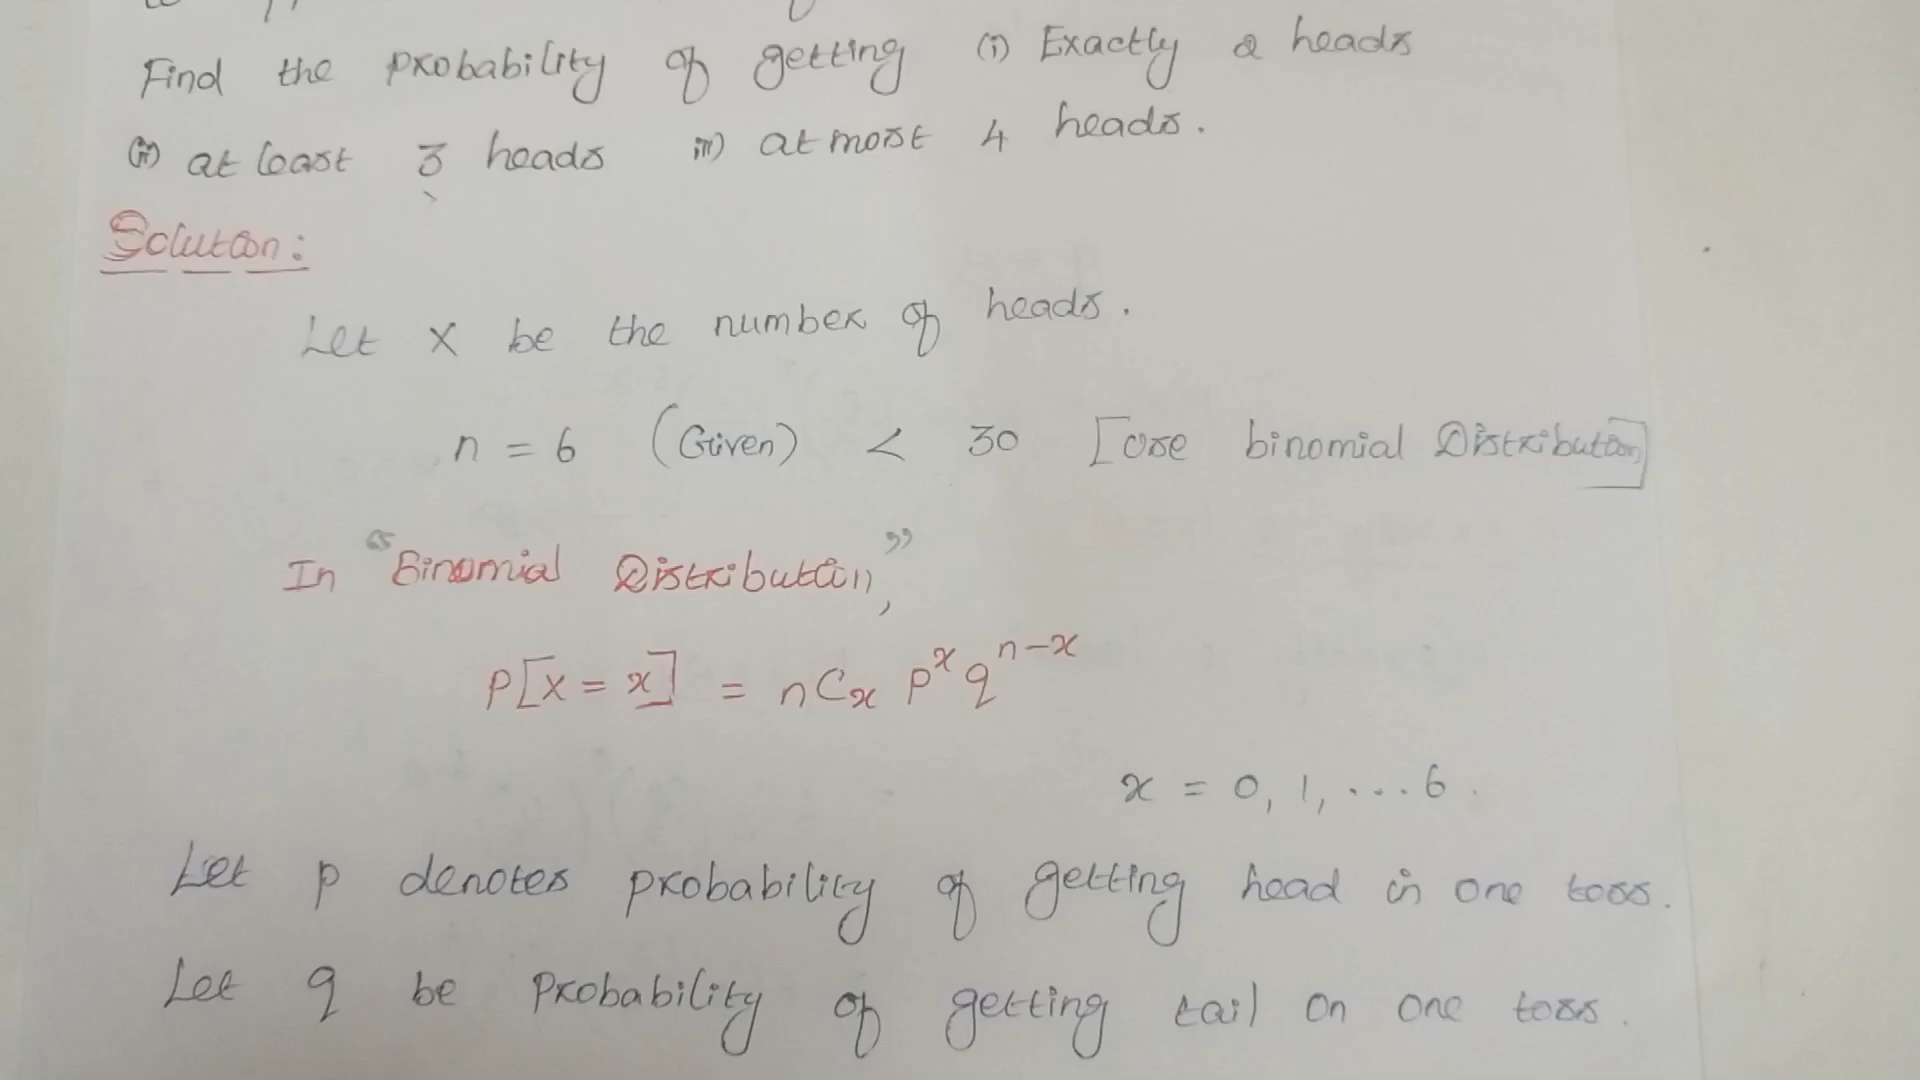 Find the probability of getting (i) Exactly 2 heads
(ii) at least 3 heads iii) at most 4 heads.
Solution:
Let X be the number of heads.
n = 6 (Given) < 30 [Use binomial Distribution]
In "Binomial Distribution,"
P[X = x] = nCx p^x q^n-x
x = 0, 1, ... 6.
Let p denotes probability of getting head in one toss.
Let q be Probability of getting tail on one toss.